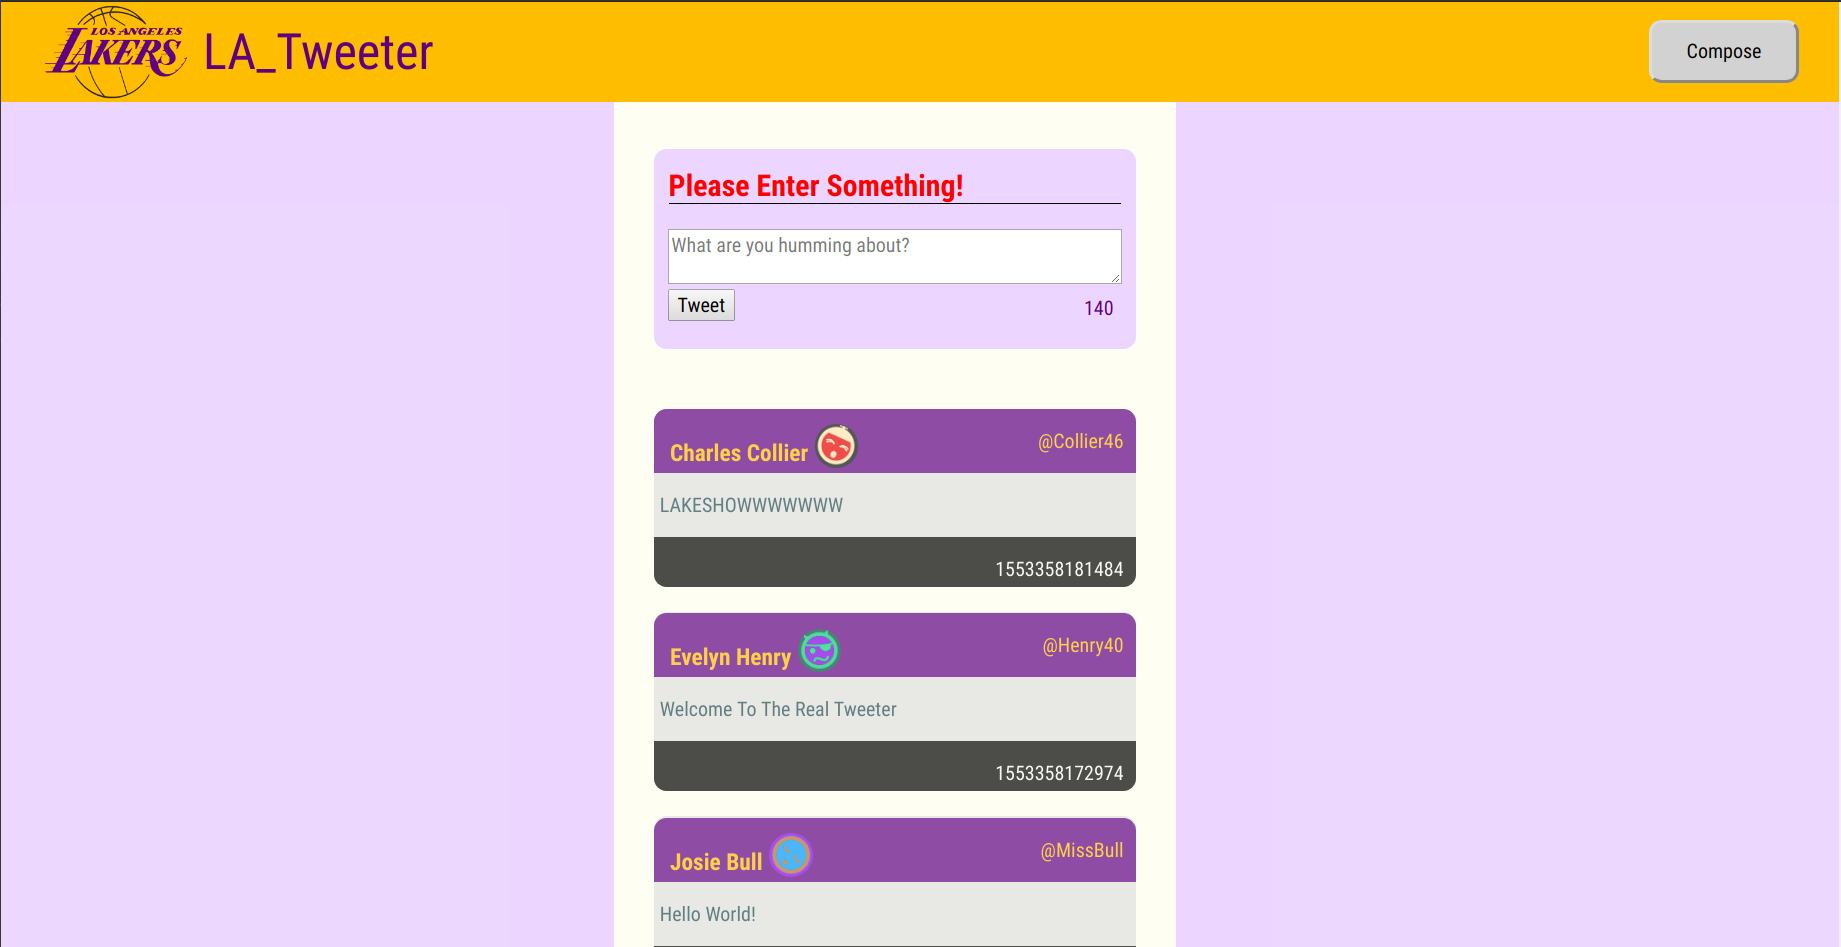 LOS ANGELES
LAKERS
LA_Tweeter
Compose
Please Enter Something!
What are you humming about?
Tweet
140
Charles Collier
@Collier46
LAKESHOWWWWWWW
1553358181484
Evelyn Henry
@Henry40
Welcome To The Real Tweeter
1553358172974
Josie Bull
@MissBull
Hello World!